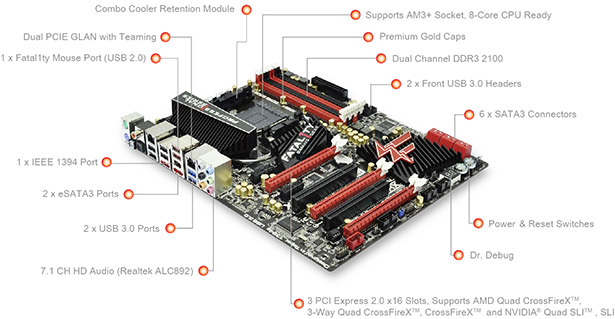 Combo Cooler Retention Module
Supports AM3+ Socket, 8-Core CPU Ready
Dual PCIE GLAN with Teaming
Premium Gold Caps
1 x Fatal1ty Mouse Port (USB 2.0)
Dual Channel DDR3 2100
2 x Front USB 3.0 Headers
6 x SATA3 Connectors
FATAL1TY
1 x IEEE 1394 Port
2 x eSATA3 Ports
Power & Reset Switches
2 x USB 3.0 Ports
Dr. Debug
7.1 CH HD Audio (Realtek ALC892)
3 PCI Express 2.0 x16 Slots, Supports AMD Quad CrossFireX™,
3-Way Quad CrossFireX™, CrossFireX™ and NVIDIA® Quad SLI™ , SLI